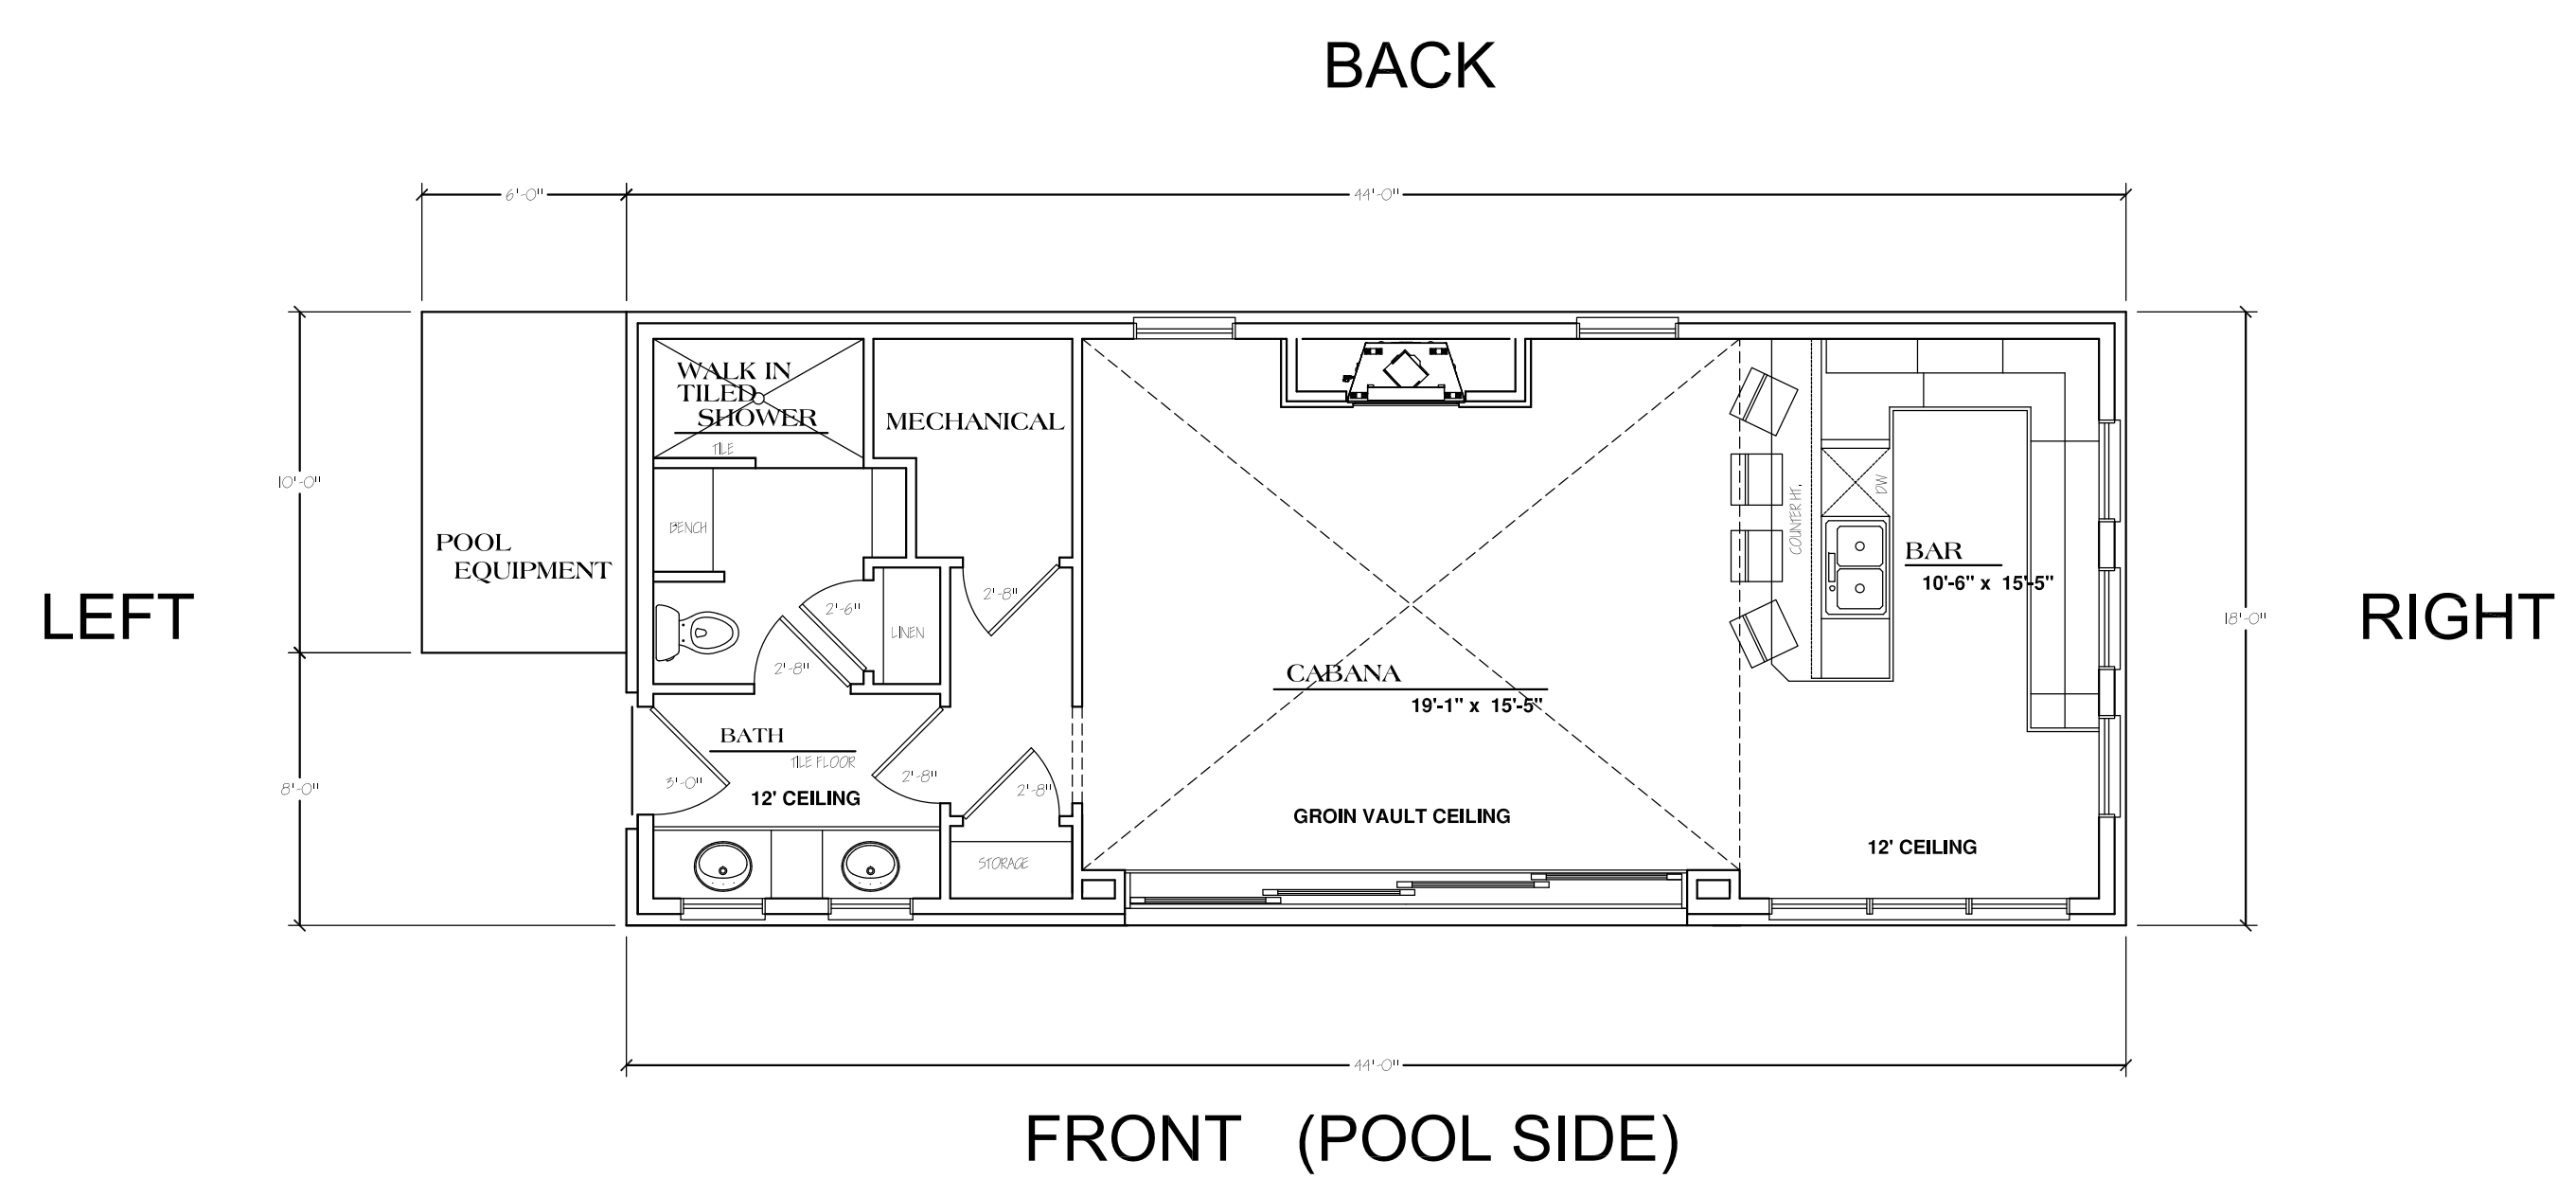 BACK
6'-0"
44'-0"
WALK IN
TILED
SHOWER
TILE
MECHANICAL
10'-0"
BENCH
COUNTER HT.
DW
POOL
EQUIPMENT
BAR
10'-6" x 15'-5"
2'-8"
2'-6"
LINEN
LEFT
RIGHT
18'-0"
2'-8"
CABANA
19'-1" x 15'-5"
BATH
TILE FLOOR
3'-0"
2'-8"
2'-8"
8'-0"
12' CEILING
GROIN VAULT CEILING
12' CEILING
STORAGE
44'-0"
FRONT (POOL SIDE)